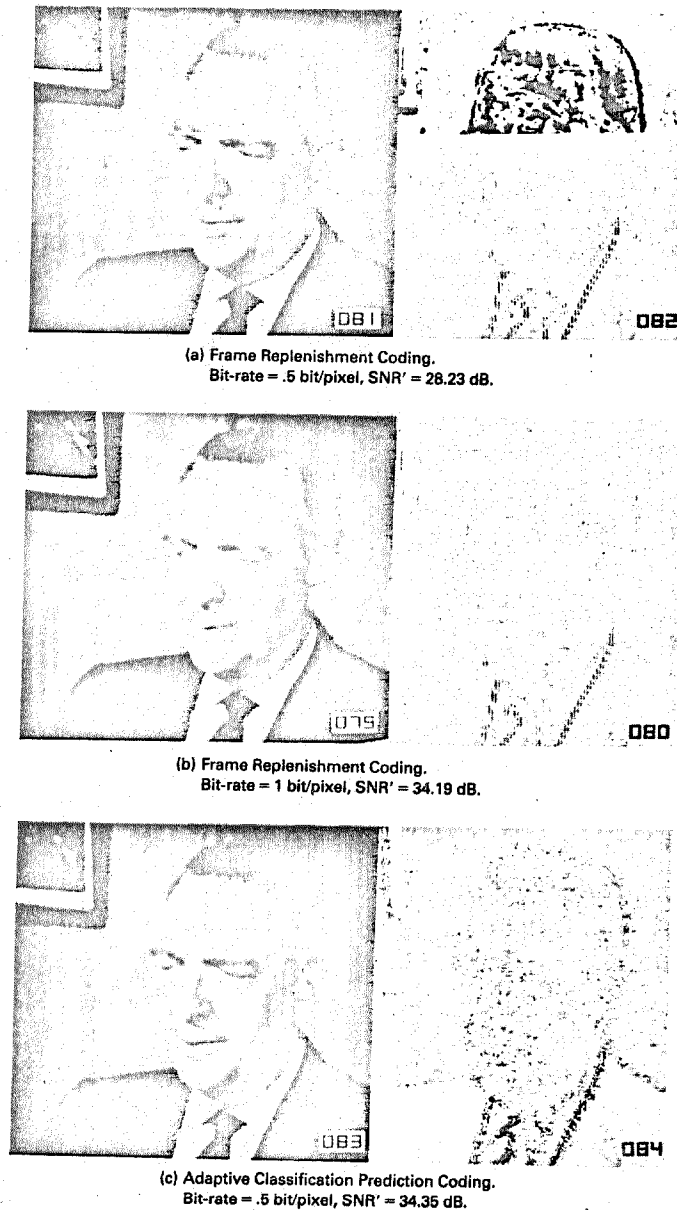 081
082
(a) Frame Replenishment Coding.
Bit-rate = .5 bit/pixel, SNR' = 28.23 dB.
075
080
(b) Frame Replenishment Coding.
Bit-rate = 1 bit/pixel, SNR' = 34.19 dB.
083
084
(c) Adaptive Classification Prediction Coding.
Bit-rate = .5 bit/pixel, SNR' = 34.35 dB.